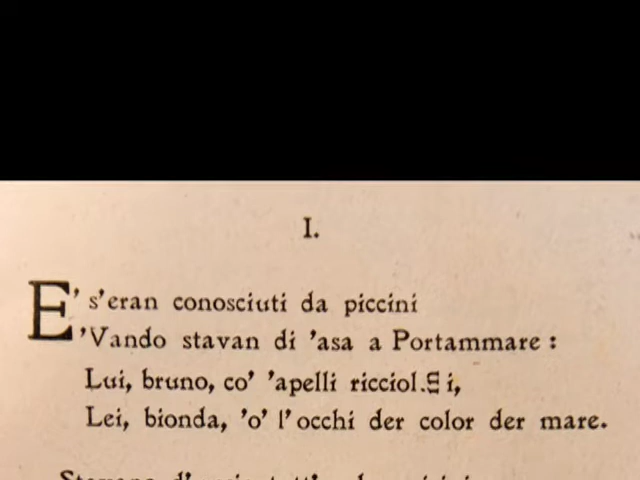 I.
E' s'eran conosciuti da piccini
'Vando stavan di 'asa a Portammare :
Lui, bruno, co' 'apelli
Lei, bionda, 'o' l'occhi der color der mare.